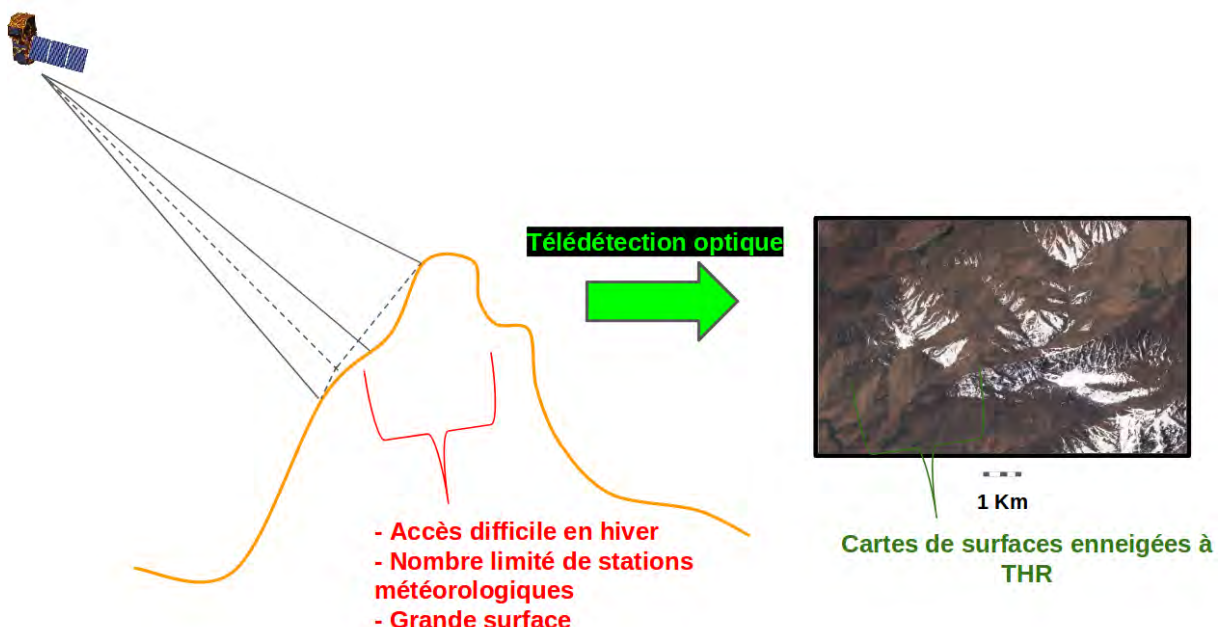 Télédétection optique
- Accès difficile en hiver
- Nombre limité de stations
météorologiques
- Grande surface
1 Km
Cartes de surfaces enneigées à
THR